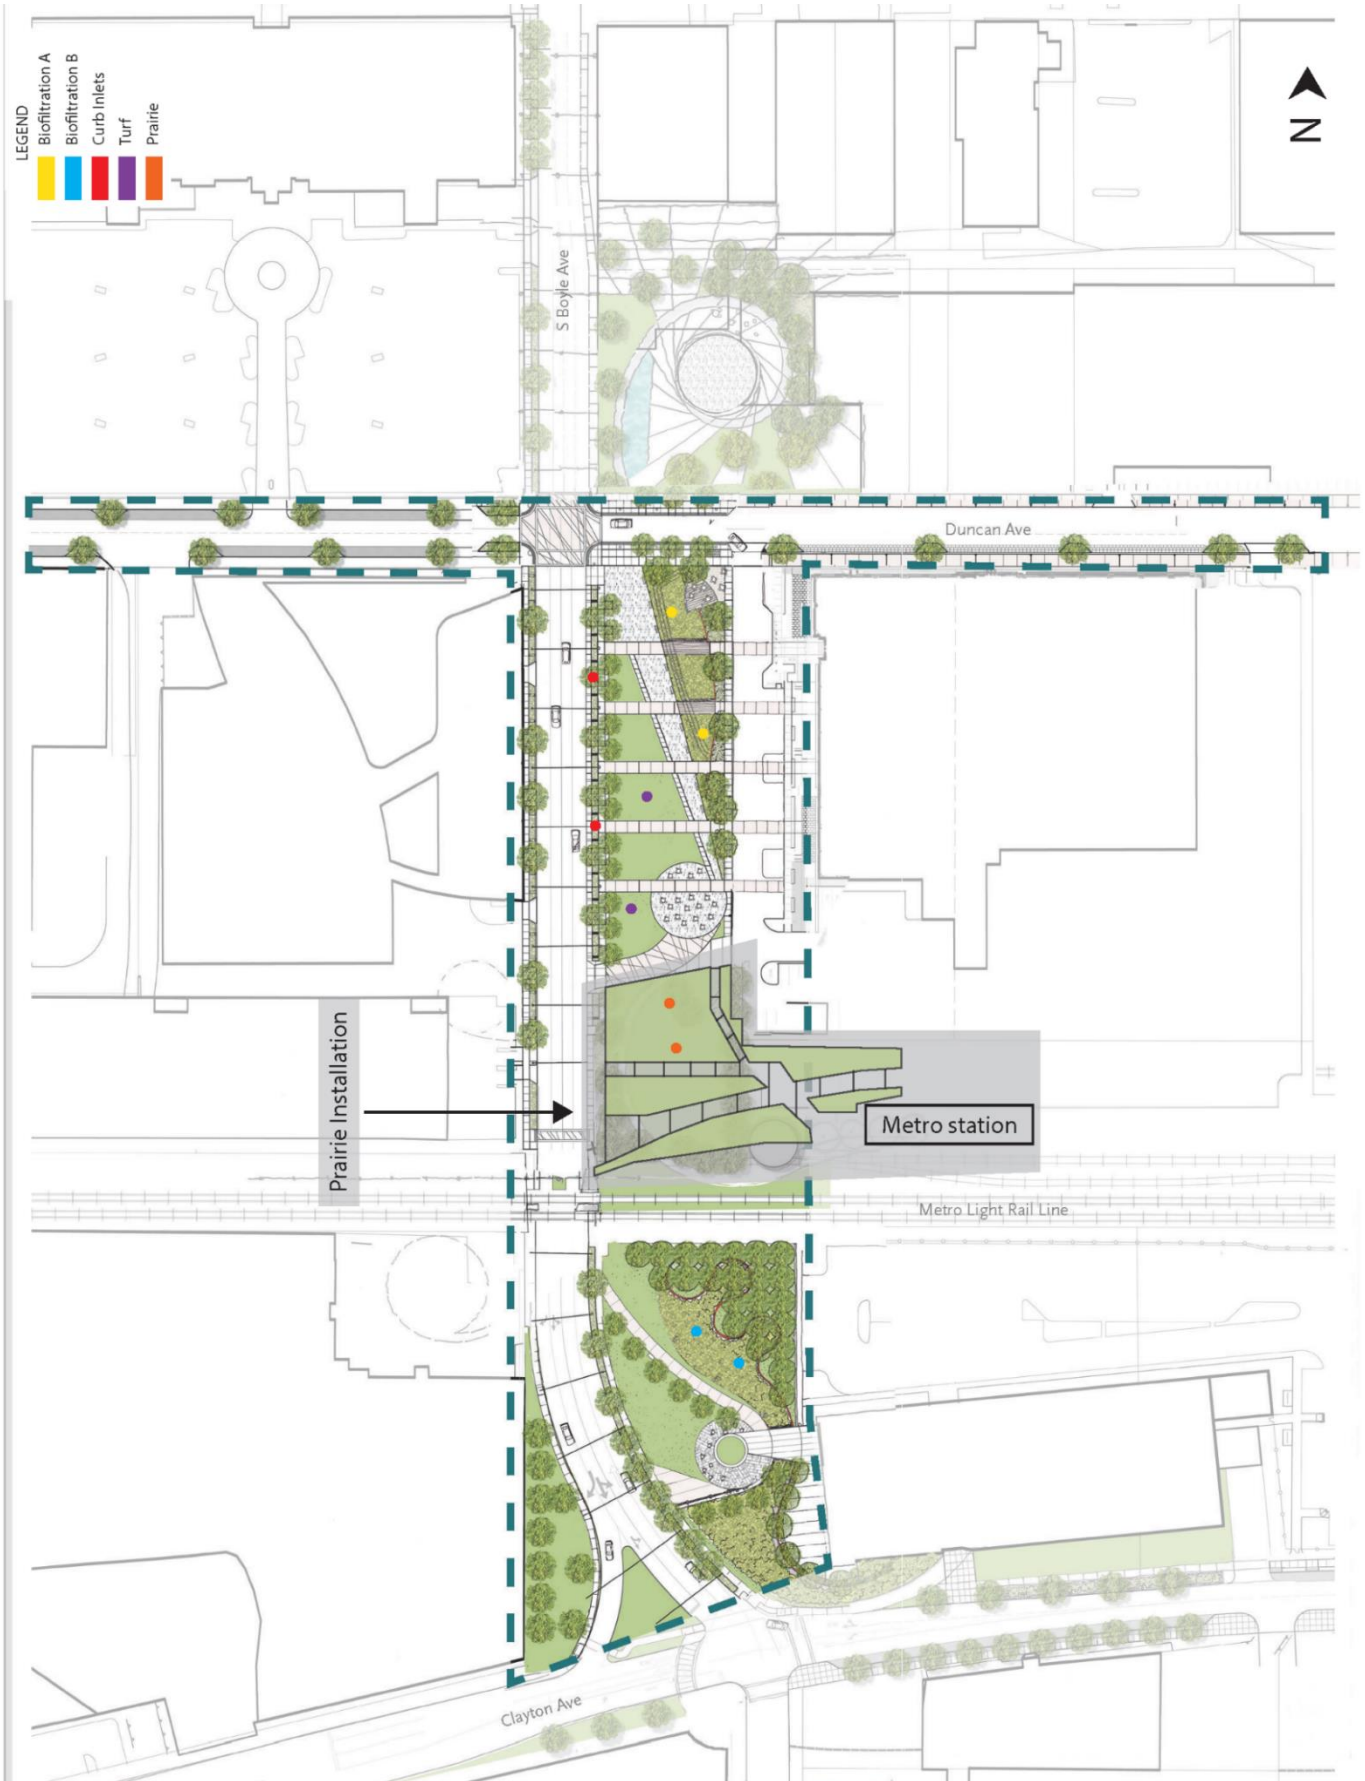 LEGEND
Biofiltration A
Biofiltration B
Curb Inlets
Turf
Prairie
N
S Boyle Ave
Duncan Ave
Prairie Installation
Metro station
Metro Light Rail Line
Clayton Ave